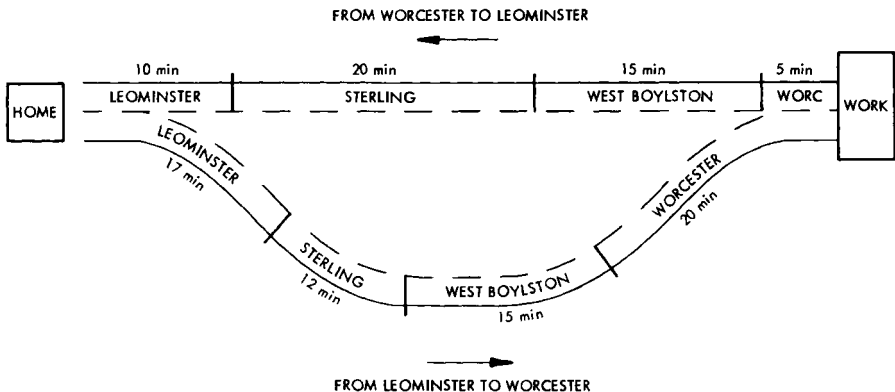 FROM WORCESTER TO LEOMINSTER
10 min 20 min 15 min 5 min
LEOMINSTER STERLING WEST BOYLSTON WORC
HOME WORK
LEOMINSTER
17 min
WORCESTER
20 min
STERLING
12 min
WEST BOYLSTON
15 min
FROM LEOMINSTER TO WORCESTER